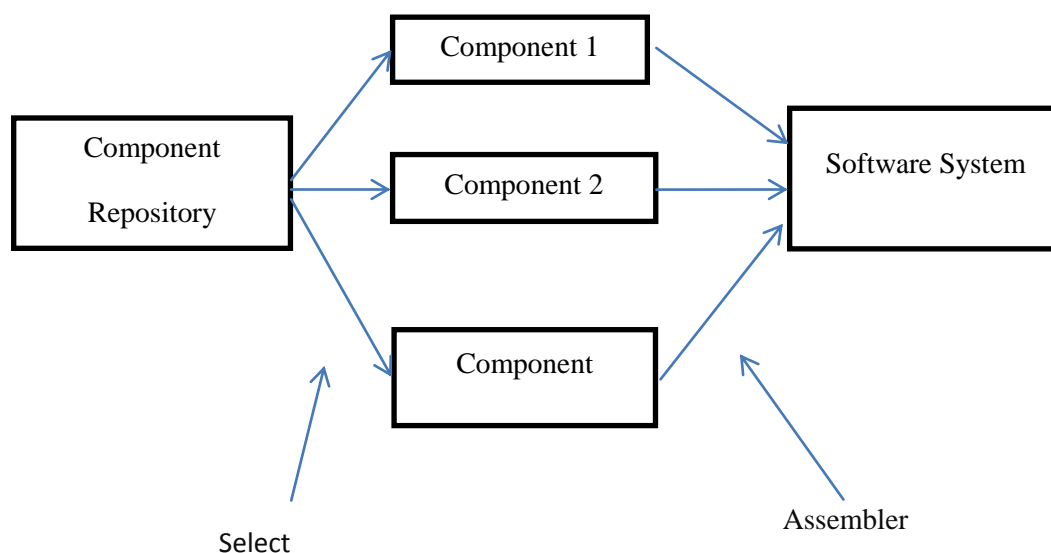 Component 1
Component
Repository
Component 2
Software System
Component
Select
Assembler